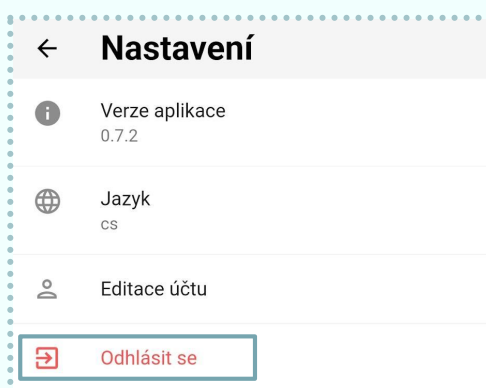 Nastavení
Verze aplikace
0.7.2
Jazyk
cs
Editace účtu
Odhlásit se